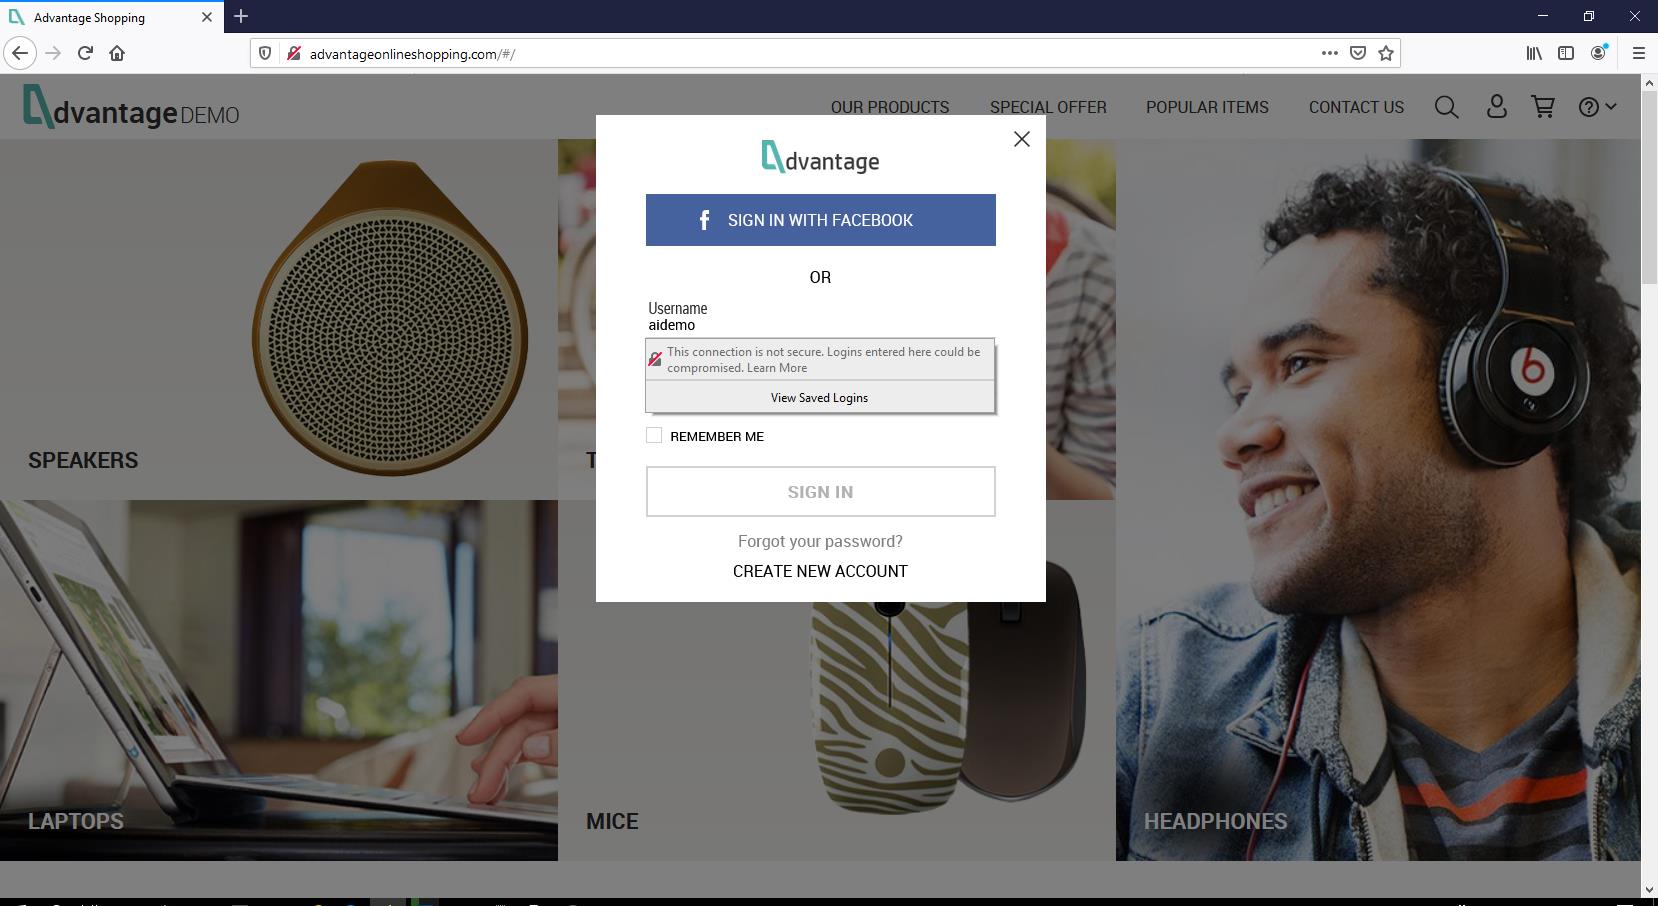 Advantage Shopping
advantageonlineshopping.com/#/
Advantage DEMO
OUR PRODUCTS
SPECIAL OFFER
POPULAR ITEMS
CONTACT US
Advantage
SIGN IN WITH FACEBOOK
OR
Username
aidemo
This connection is not secure. Logins entered here could be
compromised. Learn More
View Saved Logins
REMEMBER ME
SIGN IN
Forgot your password?
CREATE NEW ACCOUNT
SPEAKERS
T
LAPTOPS
MICE
HEADPHONES